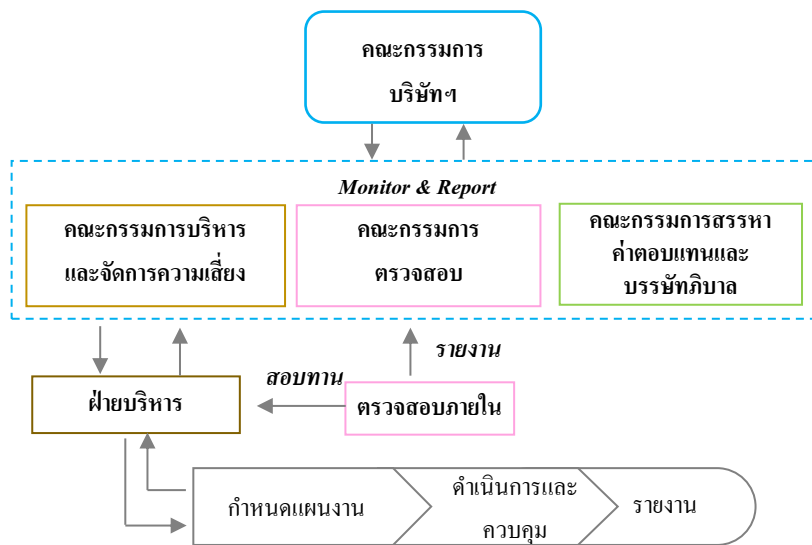 คณะกรรมการ
บริษัทฯ
Monitor & Report
คณะกรรมการบริหาร
และจัดการความเสี่ยง
คณะกรรมการ
ตรวจสอบ
คณะกรรมการสรรหา
ค่าตอบแทนและ
บรรษัทภิบาล
รายงาน
สอบทาน
ฝ่ายบริหาร
ตรวจสอบภายใน
กำหนดแผนงาน
ดำเนินการและ
ควบคุม
รายงาน